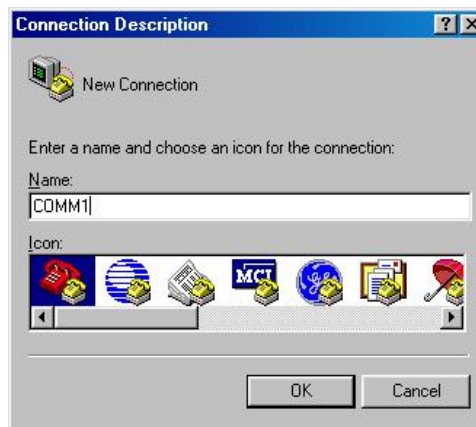 Connection Description
New Connection
Enter a name and choose an icon for the connection:
Name:
COMM1
Icon:
MCI
OK
Cancel